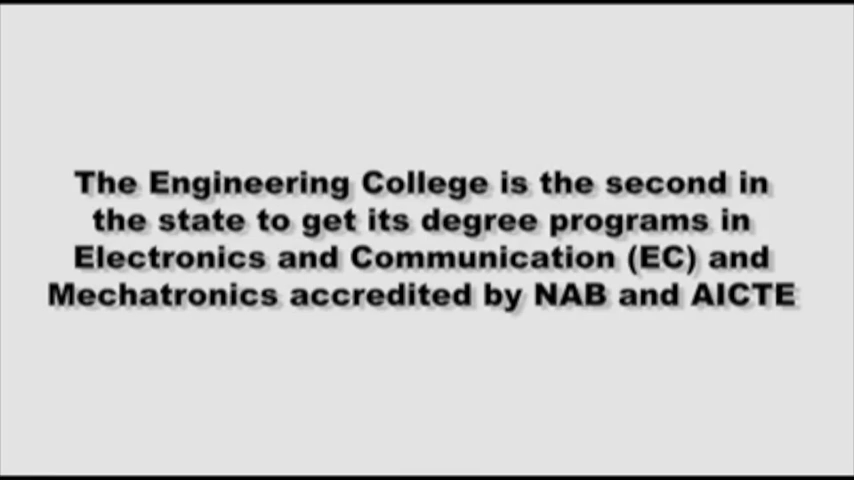 The Engineering College is the second in
the state to get its degree programs in
Electronics and Communication (EC) and
Mechatronics accredited by NAB and AICTE